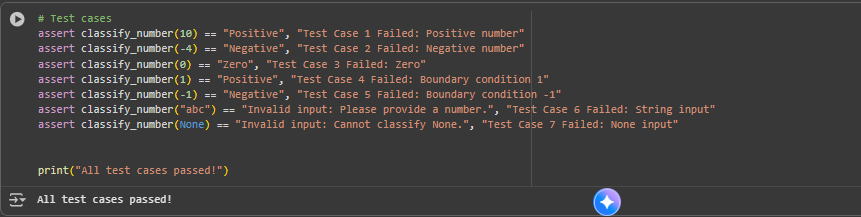 # Test cases
assert classify_number(10) == "Positive", "Test Case 1 Failed: Positive number"
assert classify_number(-4) == "Negative", "Test Case 2 Failed: Negative number"
assert classify_number(0) == "Zero", "Test Case 3 Failed: Zero"
assert classify_number(1) == "Positive", "Test Case 4 Failed: Boundary condition 1"
assert classify_number(-1) == "Negative", "Test Case 5 Failed: Boundary condition -1"
assert classify_number("abc") == "Invalid input: Please provide a number.", "Test Case 6 Failed: String input"
assert classify_number(None) == "Invalid input: Cannot classify None.", "Test Case 7 Failed: None input"
print("All test cases passed!")
All test cases passed!